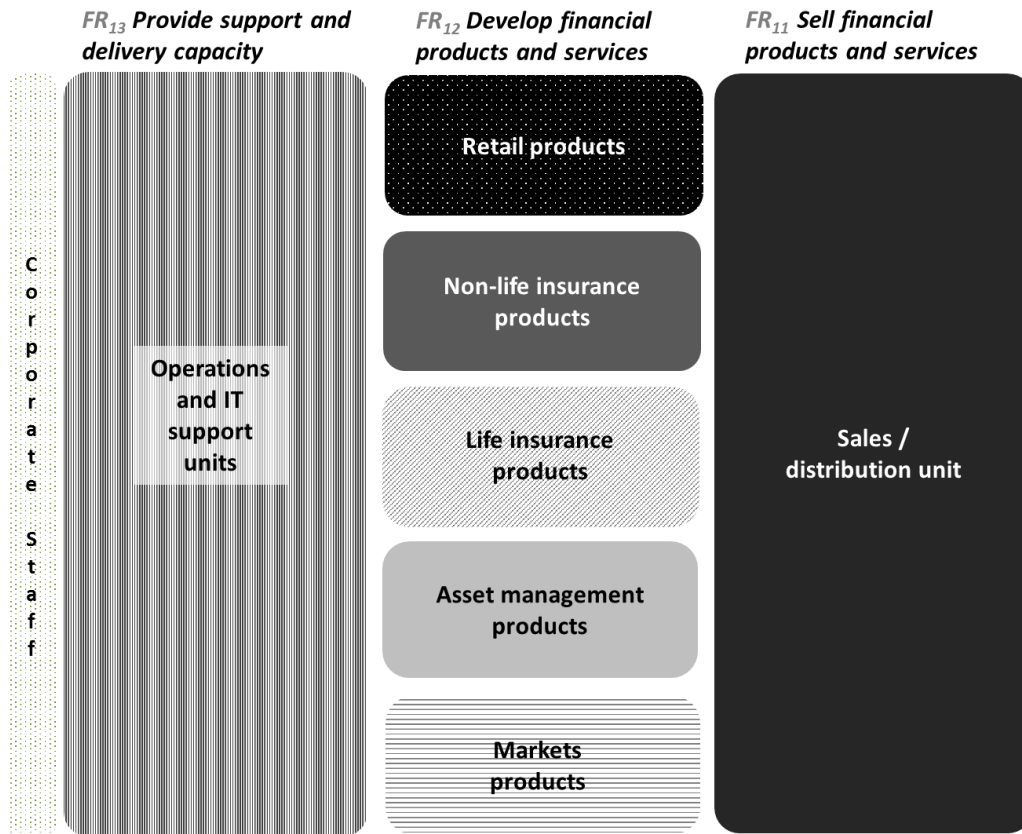 FR13 Provide support and
delivery capacity
FR12 Develop financial
products and services
FR11 Sell financial
products and services
Corporate Staff
Operations
and IT
support
units
Retail products
Non-life insurance
products
Life insurance
products
Asset management
products
Markets
products
Sales /
distribution unit